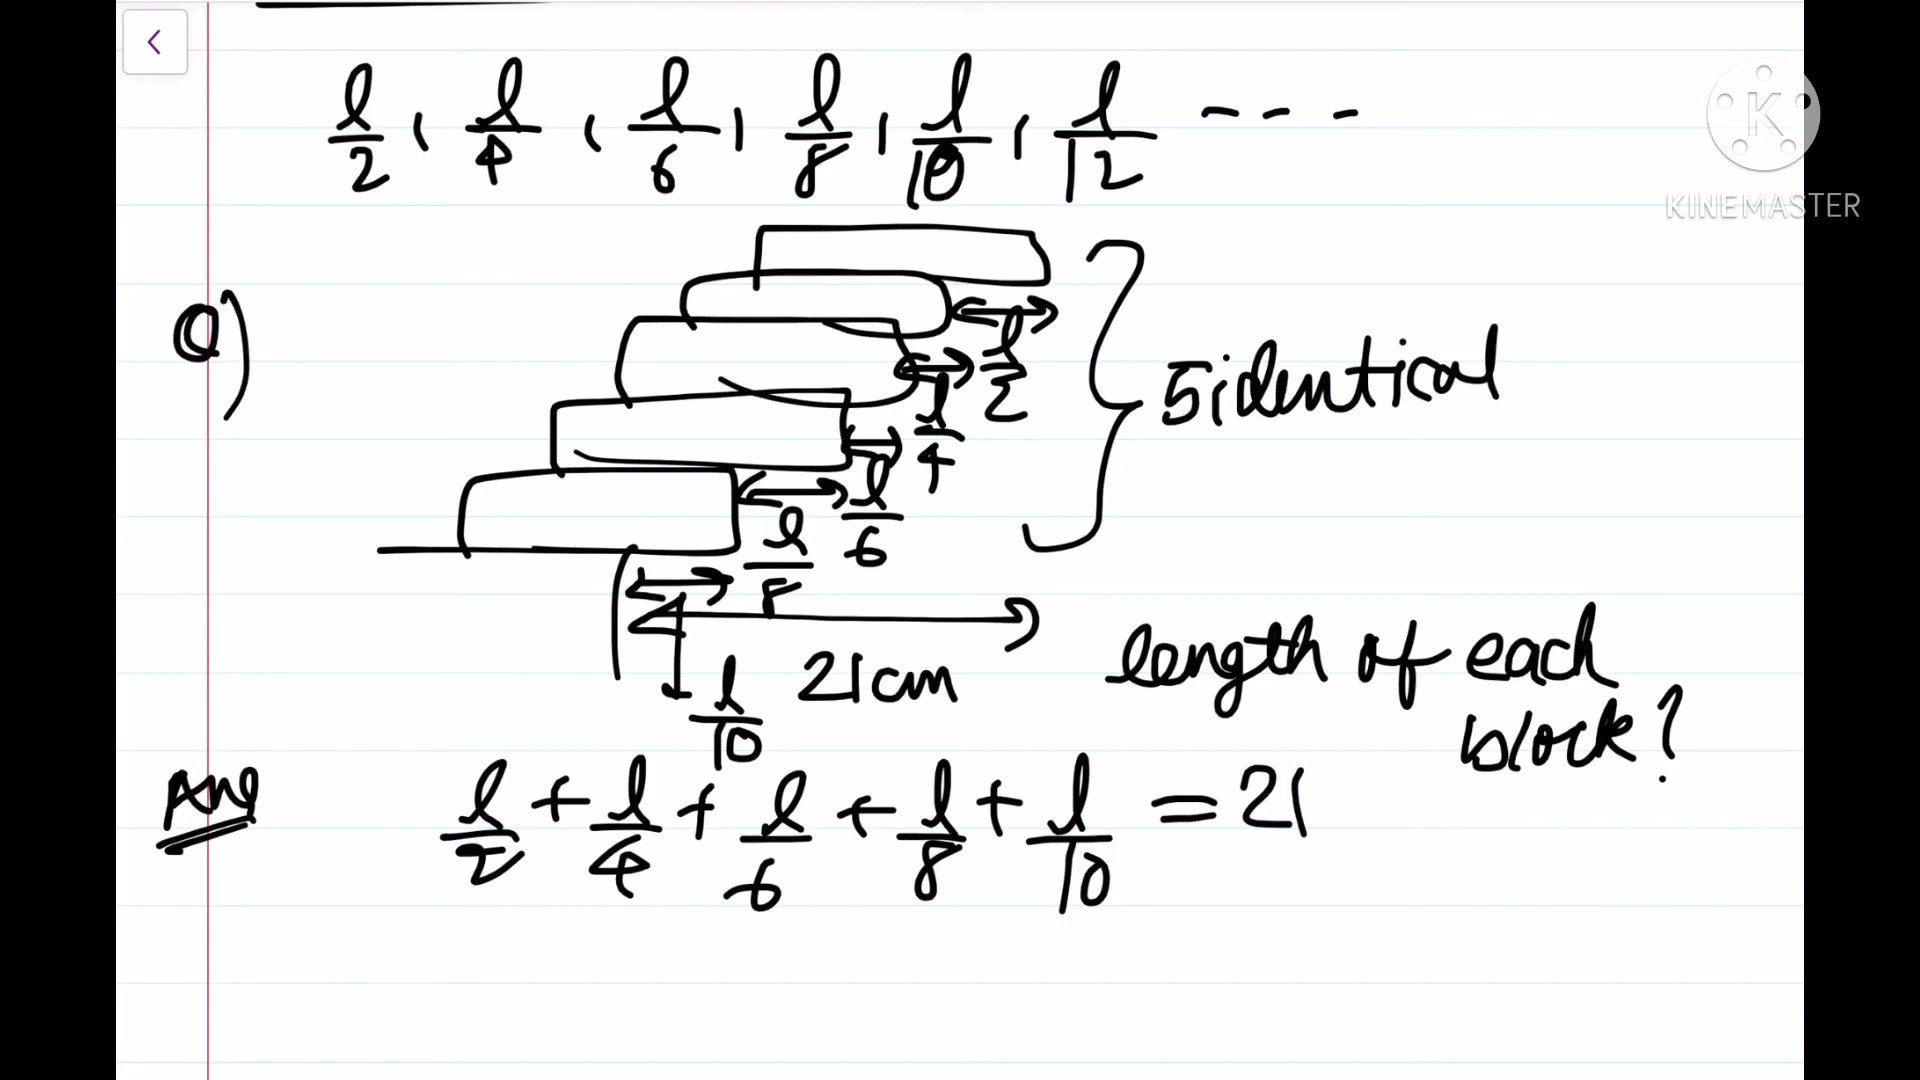 l/2, l/4, l/6, l/8, l/10, l/12 ----
K
KINEMASTER
Q)
l/2
5 identical
l/4
l/6
l/8
21cm
l/10
length of each
block?
Ans
l/2 + l/4 + l/6 + l/8 + l/10 = 21